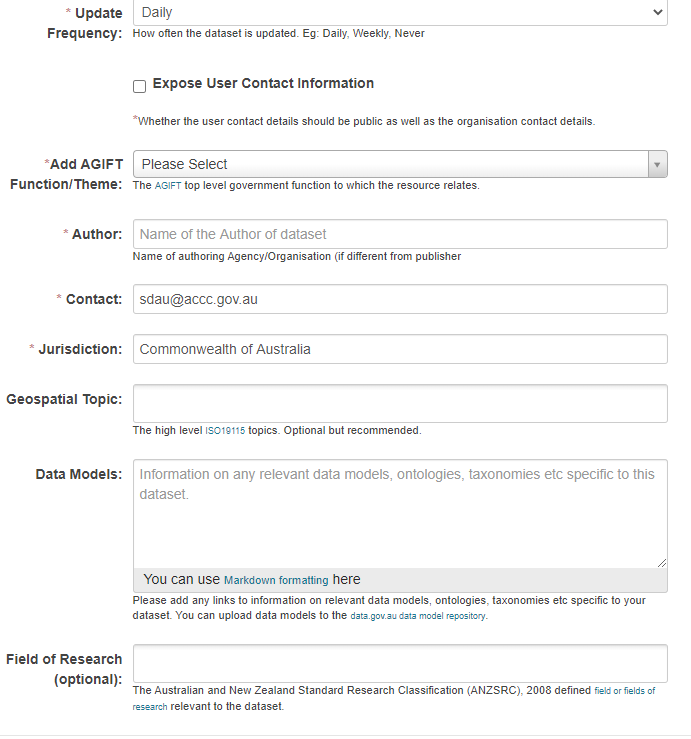 * Update
Frequency:
Daily
How often the dataset is updated. Eg: Daily, Weekly, Never
Expose User Contact Information
*Whether the user contact details should be public as well as the organisation contact details.
*Add AGIFT
Function/Theme:
Please Select
The AGIFT top level government function to which the resource relates.
* Author:
Name of the Author of dataset
Name of authoring Agency/Organisation (if different from publisher
* Contact:
sdau@accc.gov.au
* Jurisdiction:
Commonwealth of Australia
Geospatial Topic:
The high level ISO19115 topics. Optional but recommended.
Data Models:
Information on any relevant data models, ontologies, taxonomies etc specific to this
dataset.
You can use Markdown formatting here
Please add any links to information on relevant data models, ontologies, taxonomies etc specific to your
dataset. You can upload data models to the data.gov.au data model repository.
Field of Research
(optional):
The Australian and New Zealand Standard Research Classification (ANZSRC), 2008 defined field or fields of
research relevant to the dataset.